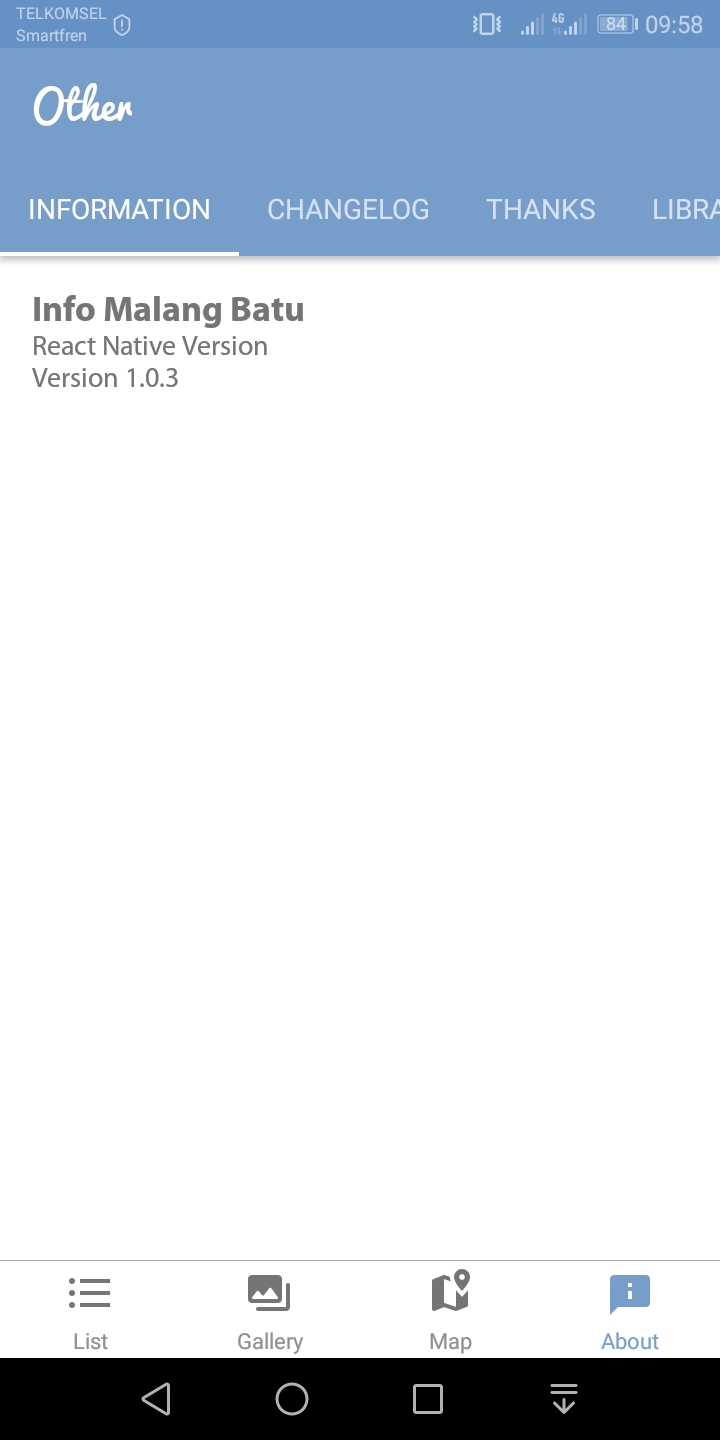 TELKOMSEL
Smartfren
4G 84 09:58
Other
INFORMATION CHANGELOG THANKS LIBRA
Info Malang Batu
React Native Version
Version 1.0.3
List Gallery Map About